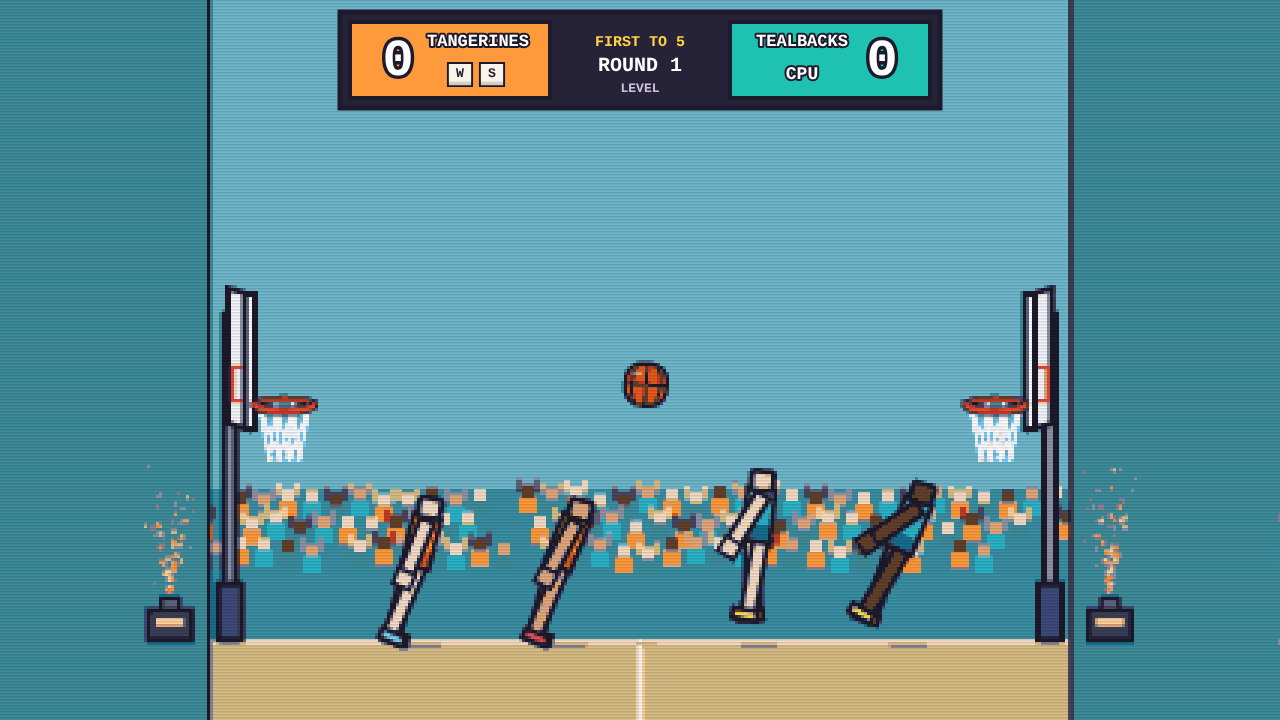 0 TANGERINES
W S
FIRST TO 5
ROUND 1
LEVEL
TEALBACKS 0
CPU